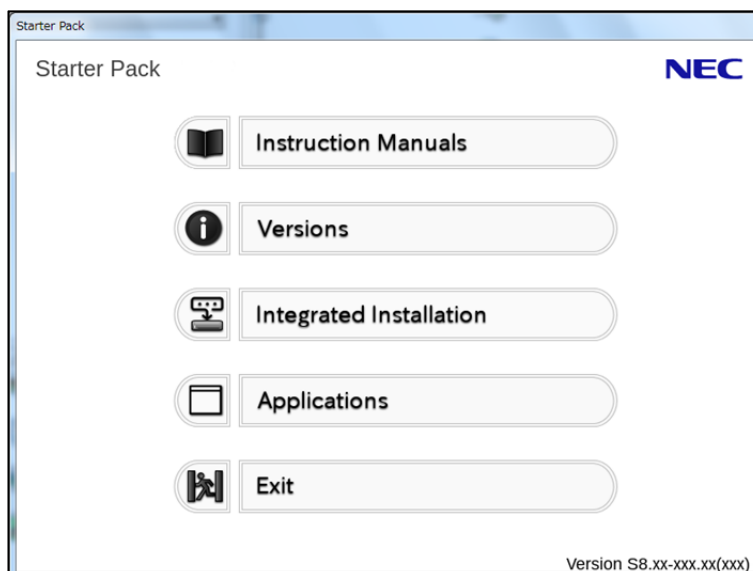 Starter Pack
Starter Pack
NEC
Instruction Manuals
Versions
Integrated Installation
Applications
Exit
Version S8.xx-xxx.xx(xxx)